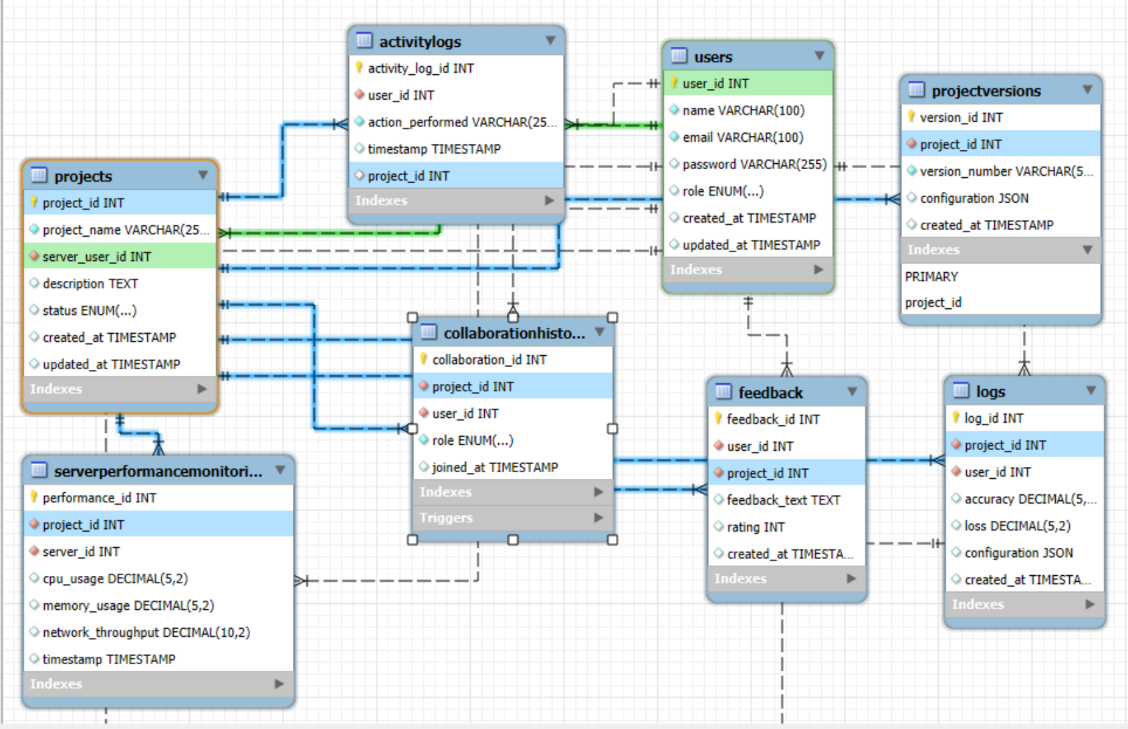 activitylogs
activity_log_id INT
user_id INT
action_performed VARCHAR(25...
timestamp TIMESTAMP
project_id INT
Indexes
users
user_id INT
name VARCHAR(100)
email VARCHAR(100)
password VARCHAR(255)
role ENUM(...)
created_at TIMESTAMP
updated_at TIMESTAMP
Indexes
projectversions
version_id INT
project_id INT
version_number VARCHAR(5...
configuration JSON
created_at TIMESTAMP
Indexes
PRIMARY
project_id
projects
project_id INT
project_name VARCHAR(25...
server_user_id INT
description TEXT
status ENUM(...)
created_at TIMESTAMP
updated_at TIMESTAMP
Indexes
collaborationhisto...
collaboration_id INT
project_id INT
user_id INT
role ENUM(...)
joined_at TIMESTAMP
Indexes
Triggers
feedback
feedback_id INT
user_id INT
project_id INT
feedback_text TEXT
rating INT
created_at TIMESTA...
Indexes
logs
log_id INT
project_id INT
user_id INT
accuracy DECIMAL(5,...
loss DECIMAL(5,2)
configuration JSON
created_at TIMESTA...
Indexes
serverperformancemonitori...
performance_id INT
project_id INT
server_id INT
cpu_usage DECIMAL(5,2)
memory_usage DECIMAL(5,2)
network_throughput DECIMAL(10,2)
timestamp TIMESTAMP
Indexes